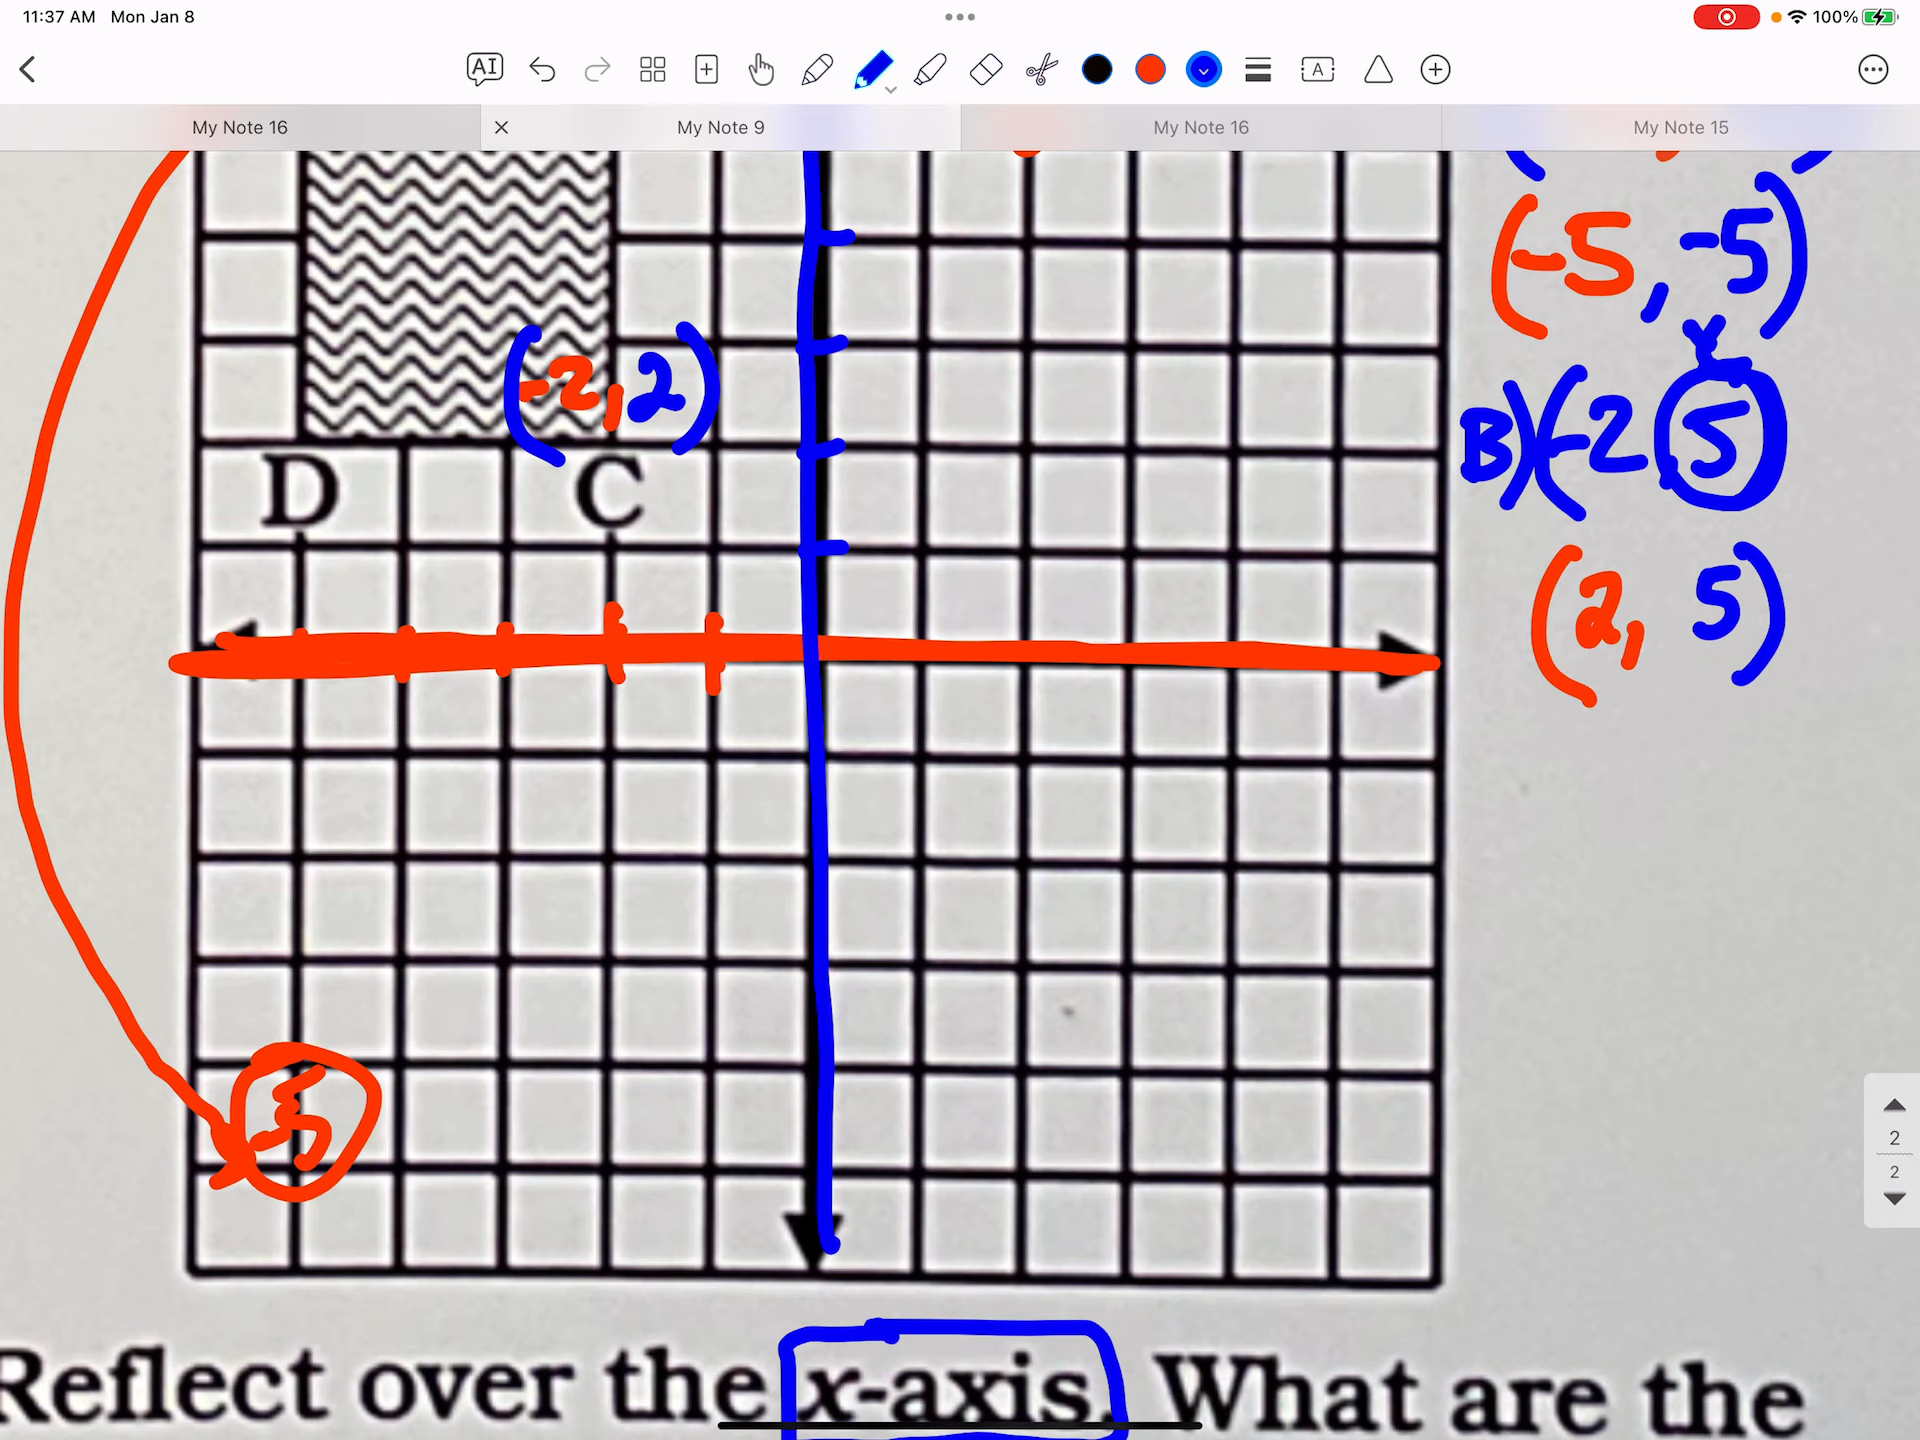 11:37 AM Mon Jan 8
100%
AI
A
My Note 16
My Note 9
My Note 16
My Note 15
(-5, -5)
Y
(-2, 2)
B) (-2 5
D
C
(2, 5)
5
2
2
Reflect over the x-axis. What are the